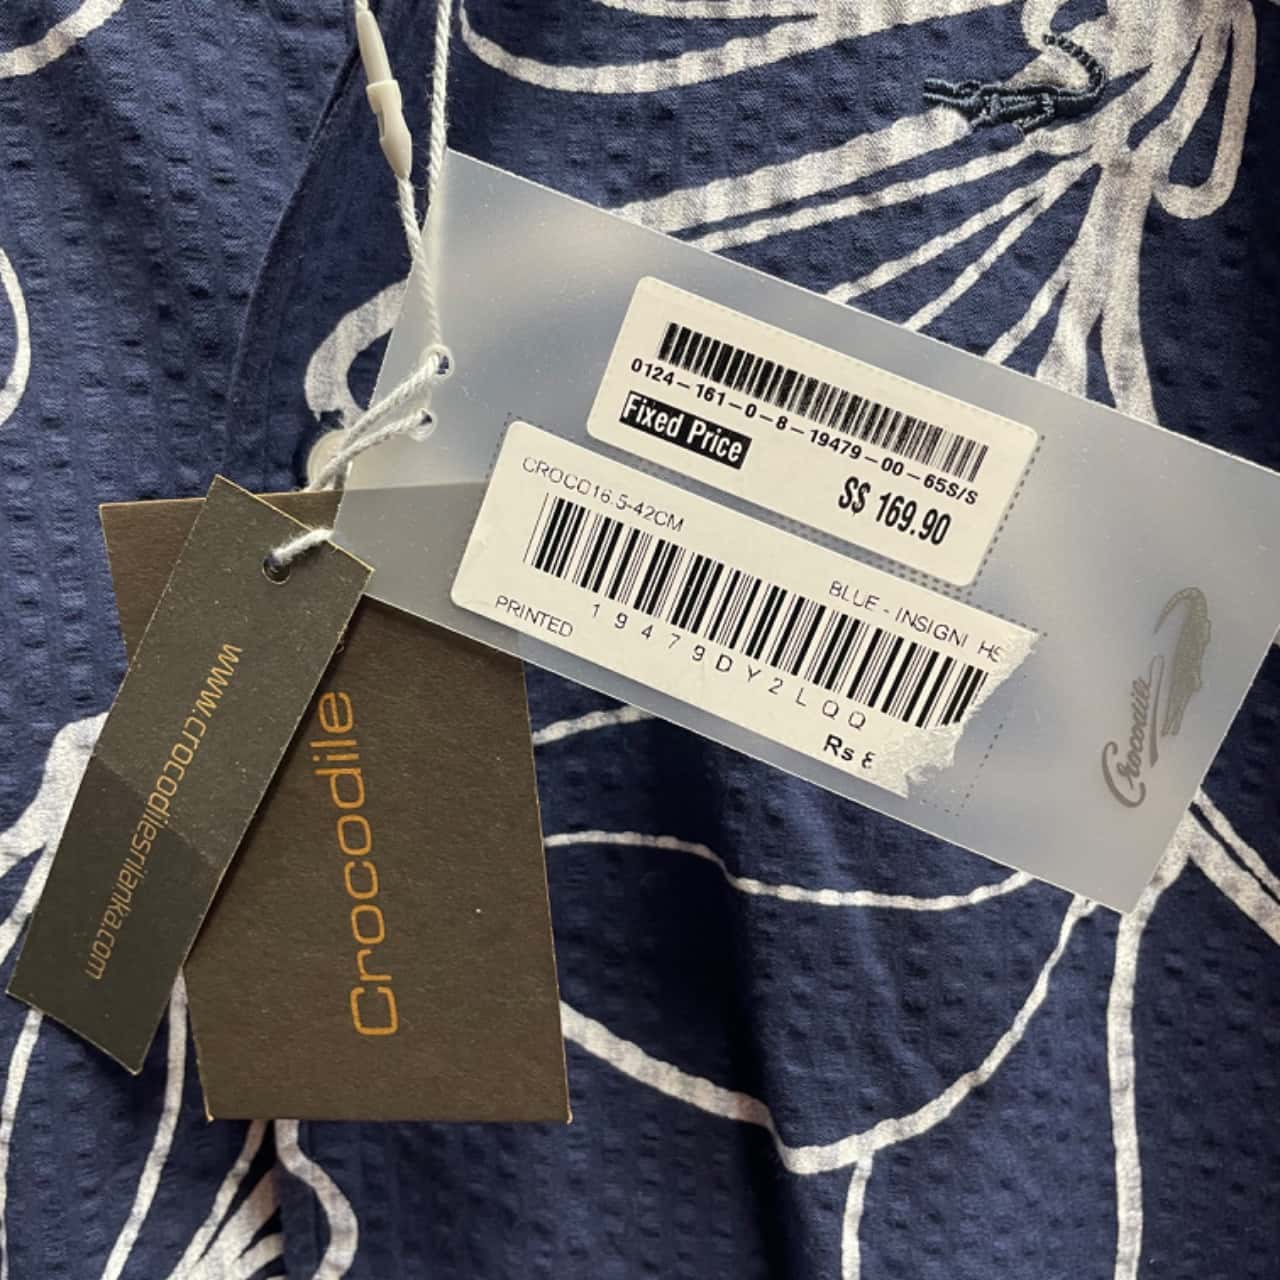 0124-161-0-8-19479-00-65S/S
Fixed Price
S$ 169.90
CROCO16.5-42CM
BLUE - INSIGNI HS
PRINTED
19479DY2LQQ
Rs
Crocodile
www.crocodilesrilanka.com
Crocodile